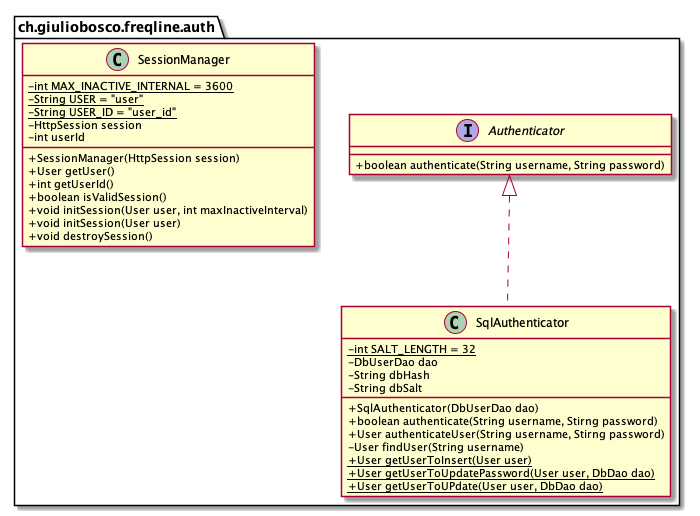 ch.giuliobosco.freqline.auth
C SessionManager
-int MAX_INACTIVE_INTERNAL = 3600
-String USER = "user"
-String USER_ID = "user_id"
-HttpSession session
-int userId
+SessionManager(HttpSession session)
+User getUser()
+int getUserId()
+boolean isValidSession()
+void initSession(User user, int maxInactiveInterval)
+void initSession(User user)
+void destroySession()
I Authenticator
+boolean authenticate(String username, Stirng password)
C SqlAuthenticator
-int SALT_LENGTH = 32
-DbUserDao dao
-String dbHash
-String dbSalt
+SqlAuthenticator(DbUserDao dao)
+boolean authenticate(String username, Stirng password)
+User authenticateUser(String username, Stirng password)
-User findUser(String username)
+User getUserToInsert(User user)
+User getUserToUpdatePassword(User user, DbDao dao)
+User getUserToUPdate(User user, DbDao dao)